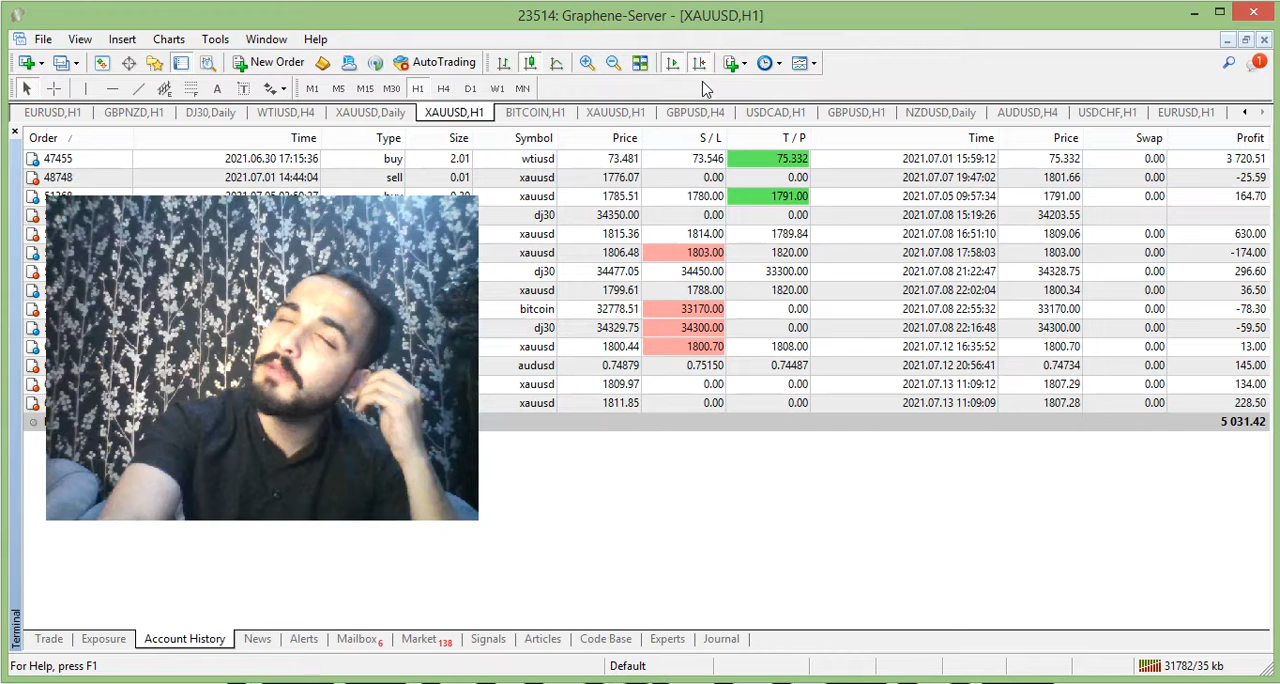 23514: Graphene-Server - [XAUUSD,H1]
File View Insert Charts Tools Window Help
New Order AutoTrading 1
A T M1 M5 M15 M30 H1 H4 D1 W1 MN
EURUSD,H1 GBPNZD,H1 DJ30,Daily WTIUSD,H4 XAUUSD,Daily XAUUSD,H1 BITCOIN,H1 XAUUSD,H1 GBPUSD,H4 USDCAD,H1 GBPUSD,H1 NZDUSD,Daily AUDUSD,H4 USDCHF,H1 EURUSD,H1
Order / Time Type Size Symbol Price S / L T / P Time Price Swap Profit
47455 2021.06.30 17:15:36 buy 2.01 wtiusd 73.481 73.546 75.332 2021.07.01 15:59:12 75.332 0.00 3 720.51
48748 2021.07.01 14:44:04 sell 0.01 xauusd 1776.07 0.00 0.00 2021.07.07 19:47:02 1801.66 0.00 -25.59
xauusd 1785.51 1780.00 1791.00 2021.07.05 09:57:34 1791.00 0.00 164.70
dj30 34350.00 0.00 0.00 2021.07.08 15:19:26 34203.55
xauusd 1815.36 1814.00 1789.84 2021.07.08 16:51:10 1809.06 0.00 630.00
xauusd 1806.48 1803.00 1820.00 2021.07.08 17:58:03 1803.00 0.00 -174.00
dj30 34477.05 34450.00 33300.00 2021.07.08 21:22:47 34328.75 0.00 296.60
xauusd 1799.61 1788.00 1820.00 2021.07.08 22:02:04 1800.34 0.00 36.50
bitcoin 32778.51 33170.00 0.00 2021.07.08 22:55:32 33170.00 0.00 -78.30
dj30 34329.75 34300.00 0.00 2021.07.08 22:16:48 34300.00 0.00 -59.50
xauusd 1800.44 1800.70 1808.00 2021.07.12 16:35:52 1800.70 0.00 13.00
audusd 0.74879 0.75150 0.74487 2021.07.12 20:56:41 0.74734 0.00 145.00
xauusd 1809.97 0.00 0.00 2021.07.13 11:09:12 1807.29 0.00 134.00
xauusd 1811.85 0.00 0.00 2021.07.13 11:09:09 1807.28 0.00 228.50
5 031.42
Terminal
Trade Exposure Account History News Alerts Mailbox 6 Market 138 Signals Articles Code Base Experts Journal
For Help, press F1 Default 31782/35 kb